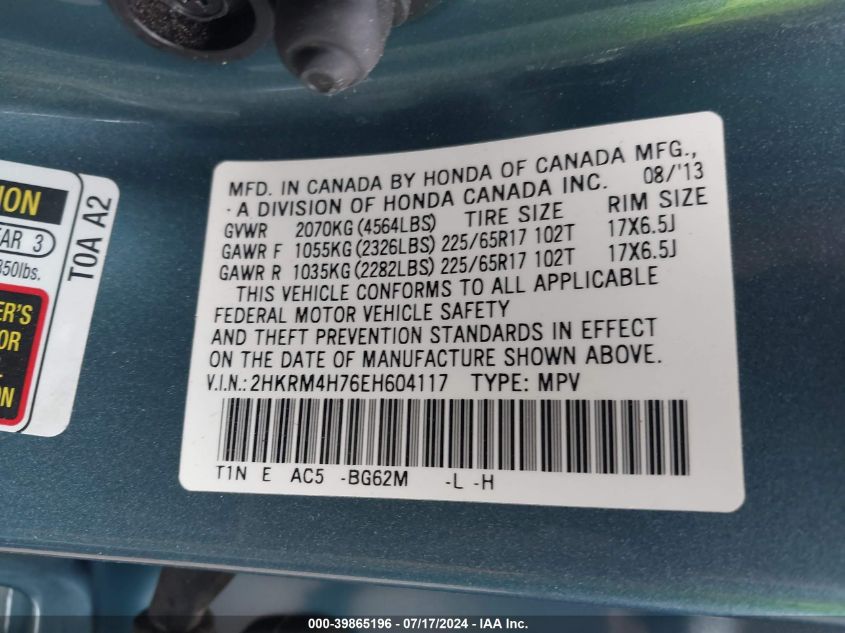 MFD. IN CANADA BY HONDA OF CANADA MFG.,
A DIVISION OF HONDA CANADA INC. 08/'13
GVWR 2070KG (4564LBS) TIRE SIZE RIM SIZE
GAWR F 1055KG (2326LBS) 225/65R17 102T 17X6.5J
GAWR R 1035KG (2282LBS) 225/65R17 102T 17X6.5J
THIS VEHICLE CONFORMS TO ALL APPLICABLE
FEDERAL MOTOR VEHICLE SAFETY
AND THEFT PREVENTION STANDARDS IN EFFECT
ON THE DATE OF MANUFACTURE SHOWN ABOVE.
V.I.N.: 2HKRM4H76EH604117 TYPE: MPV
T1N E AC5 -BG62M -L -H
T0A A2
3
000-39865196 - 07/17/2024 - IAA Inc.